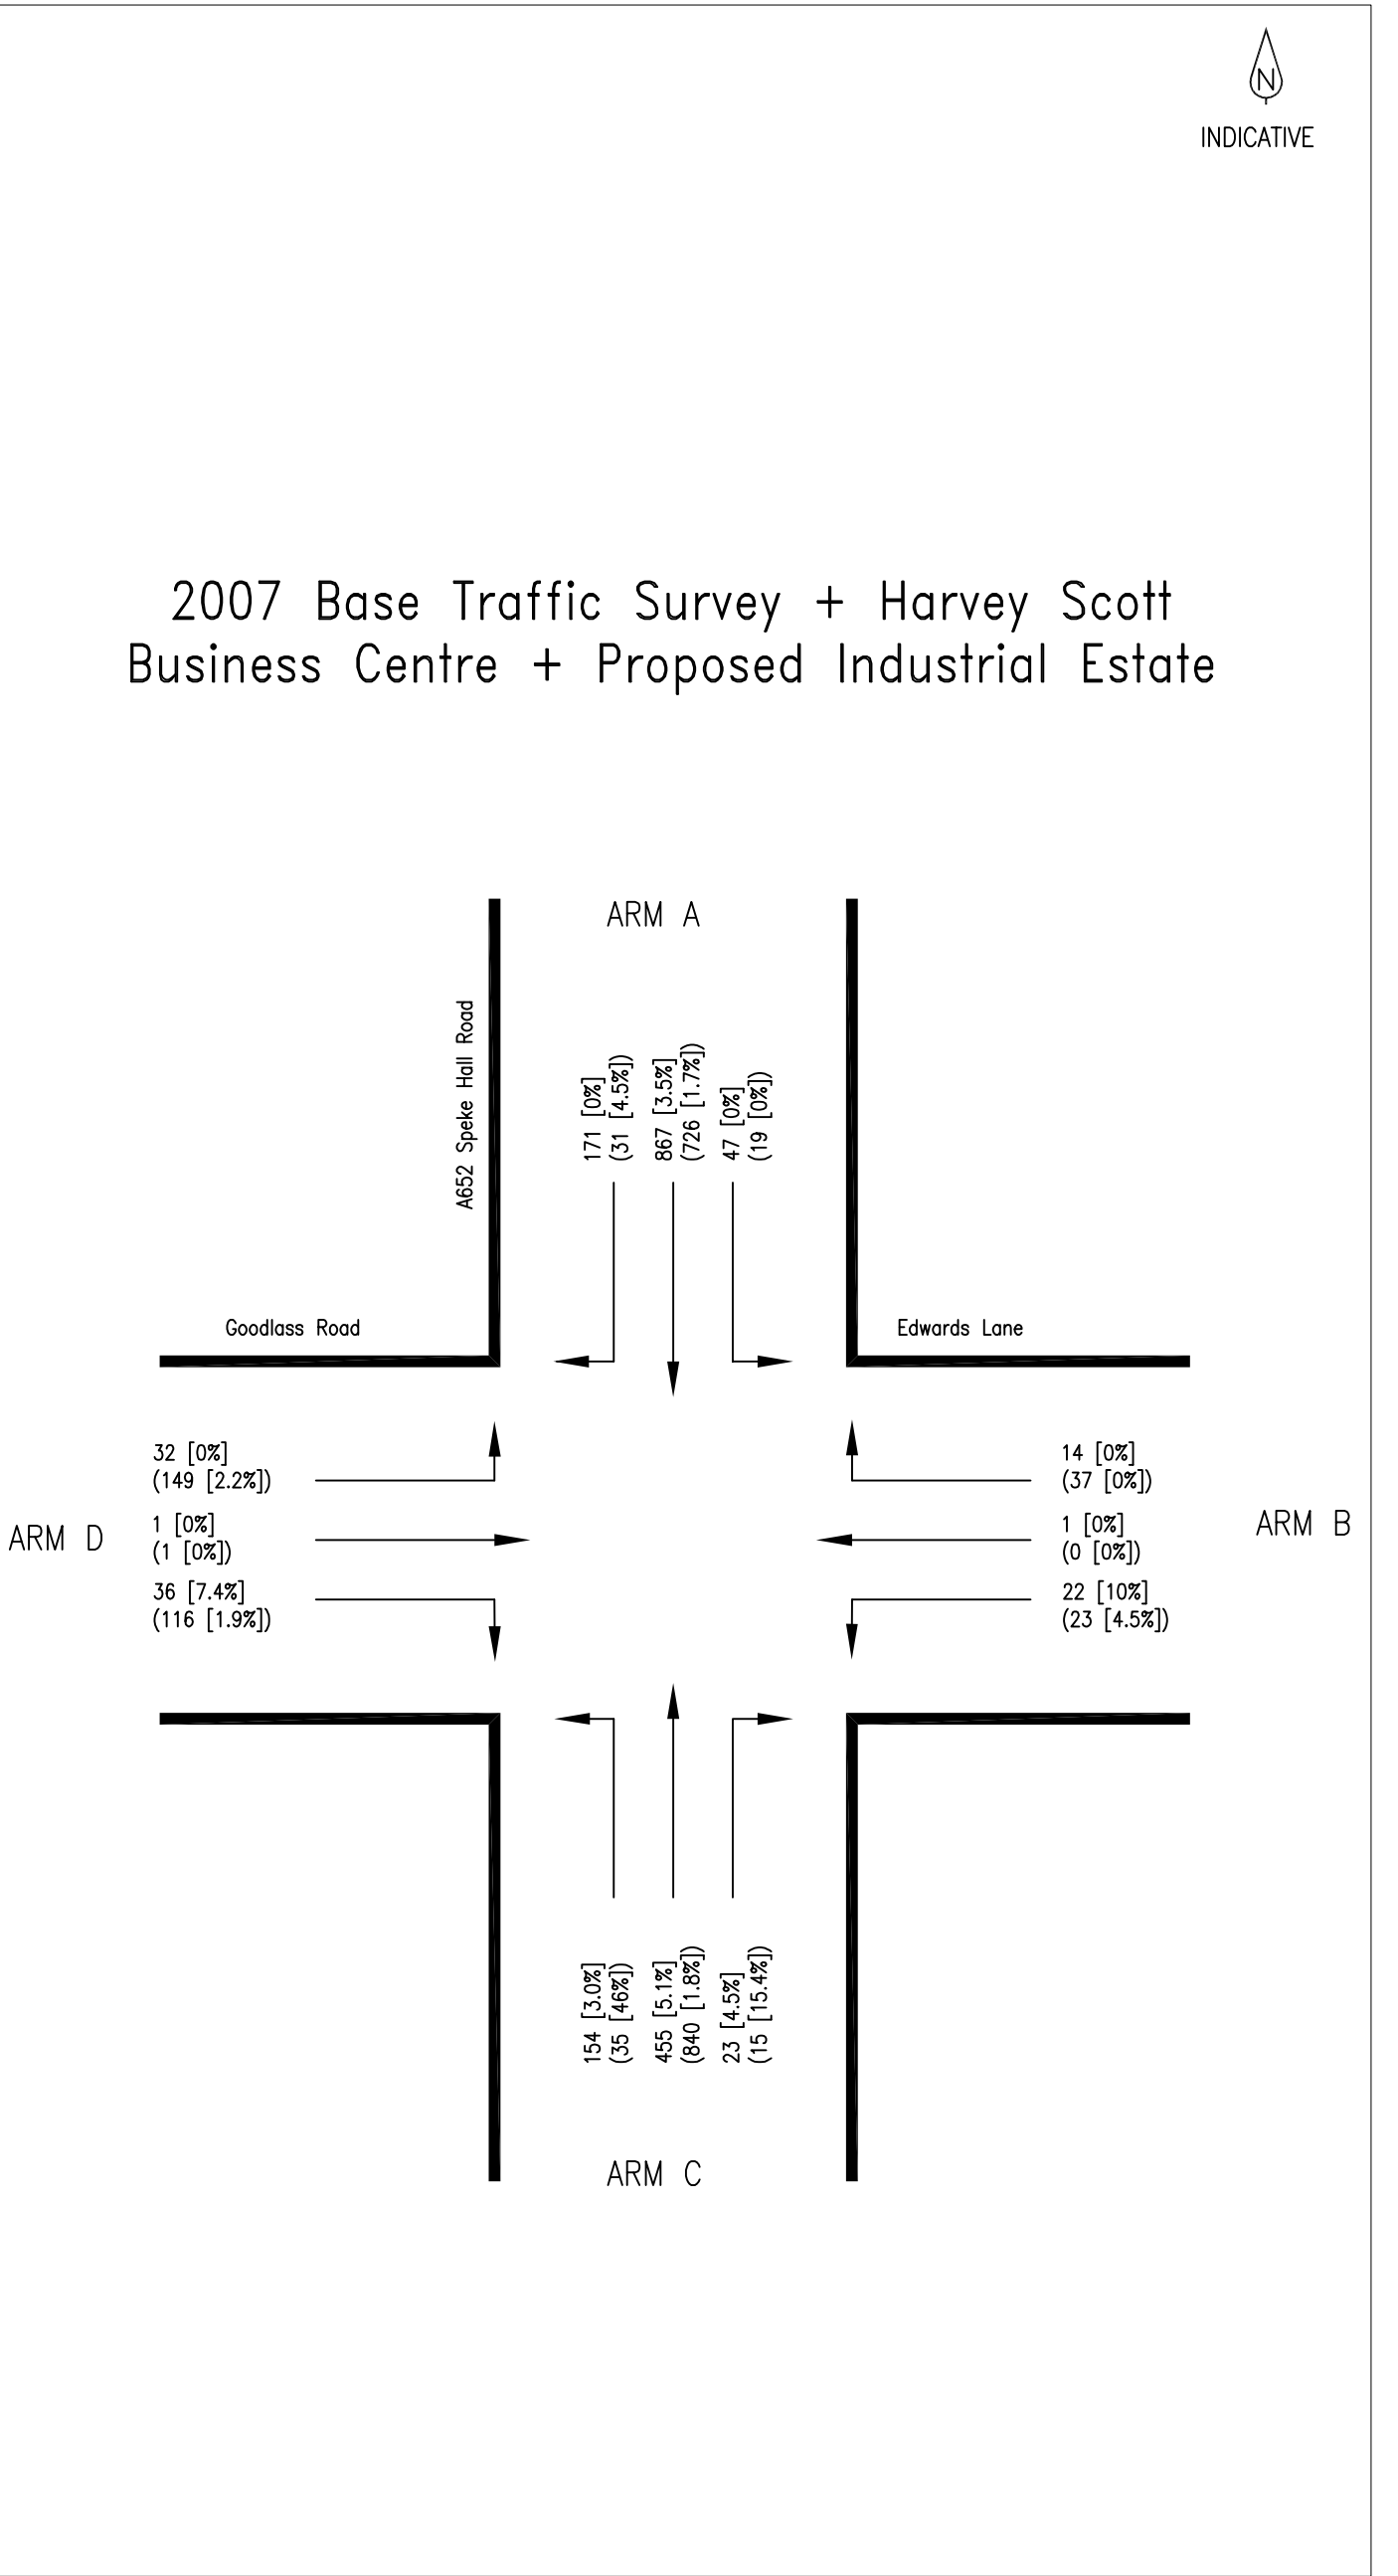 N
INDICATIVE
2007 Base Traffic Survey + Harvey Scott
Business Centre + Proposed Industrial Estate
ARM A
A652 Speke Hall Road
171 [0%]
(31 [4.5%])
867 [3.5%]
(726 [1.7%])
47 [0%]
(19 [0%])
Goodlass Road
Edwards Lane
32 [0%]
(149 [2.2%])
1 [0%]
(1 [0%])
36 [7.4%]
(116 [1.9%])
ARM D
14 [0%]
(37 [0%])
1 [0%]
(0 [0%])
22 [10%]
(23 [4.5%])
ARM B
154 [3.0%]
(35 [46%])
455 [5.1%]
(840 [1.8%])
23 [4.5%]
(15 [15.4%])
ARM C